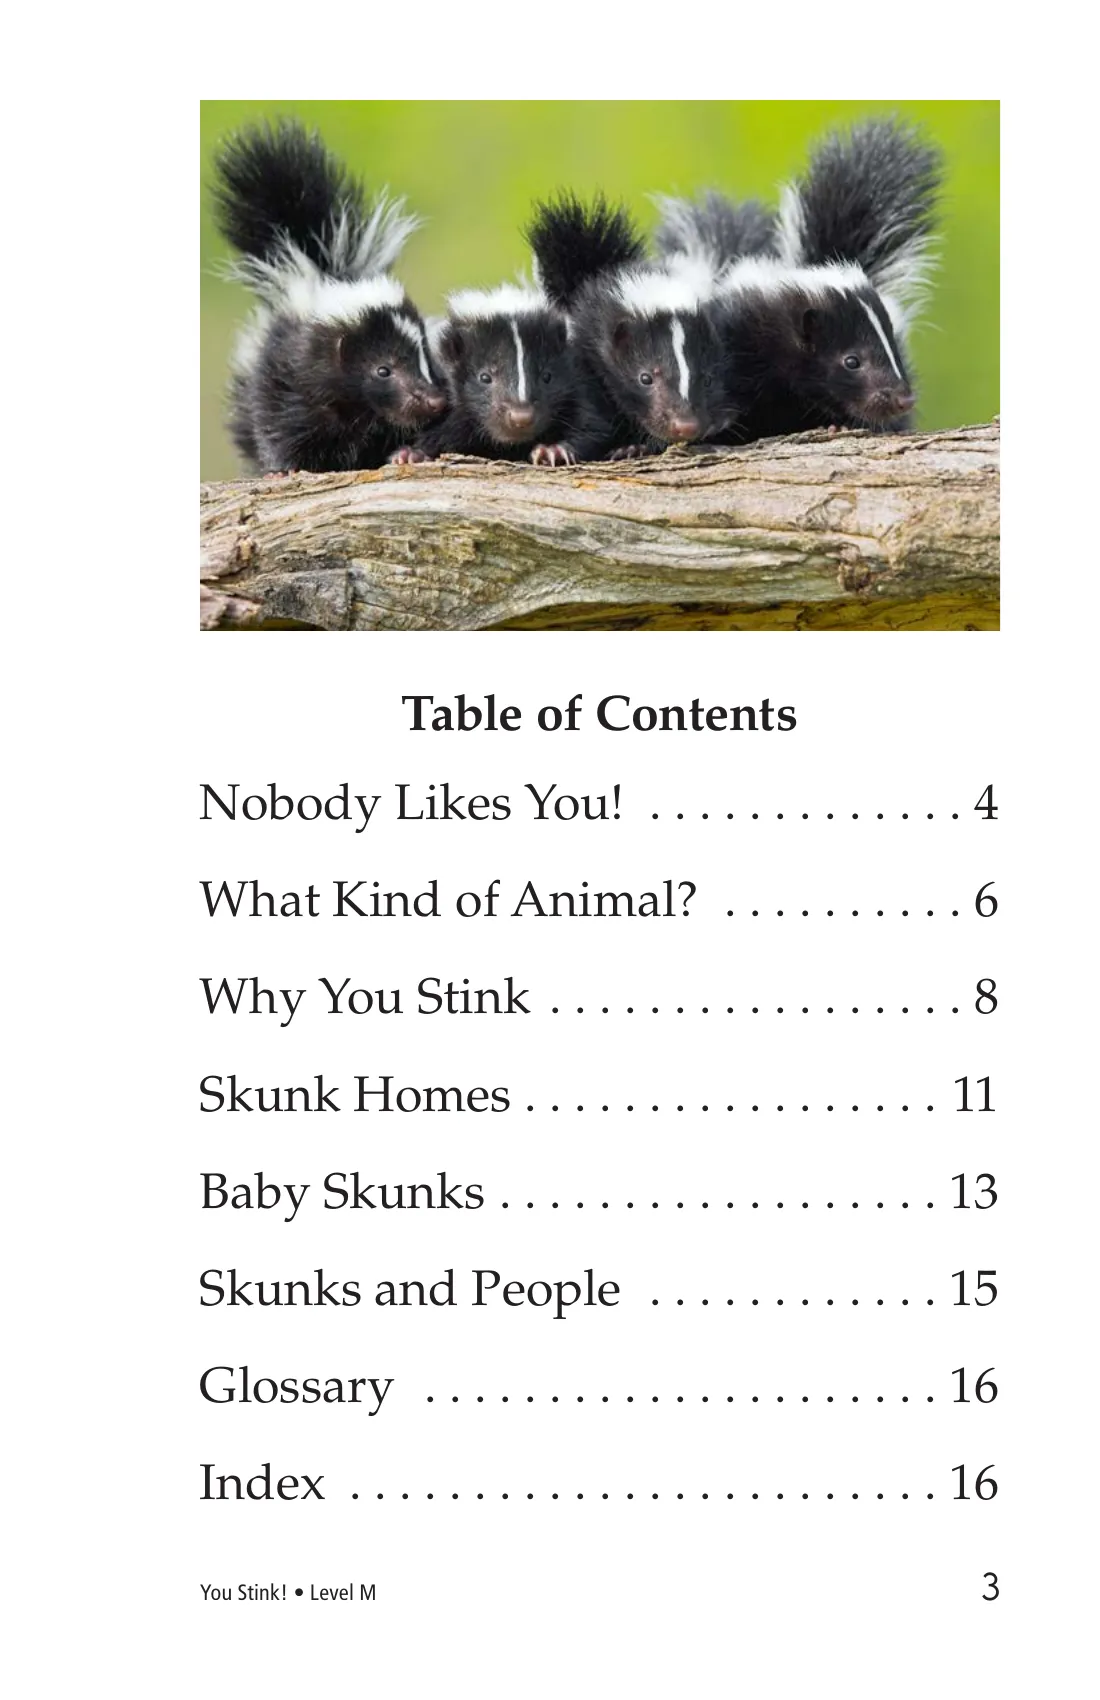 Table of Contents
Nobody Likes You! . . . . . . . . . . . . . 4
What Kind of Animal? . . . . . . . . . . 6
Why You Stink . . . . . . . . . . . . . . . . . 8
Skunk Homes . . . . . . . . . . . . . . . . . 11
Baby Skunks . . . . . . . . . . . . . . . . . . 13
Skunks and People . . . . . . . . . . . . 15
Glossary . . . . . . . . . . . . . . . . . . . . . 16
Index . . . . . . . . . . . . . . . . . . . . . . . . 16
You Stink! • Level M 3